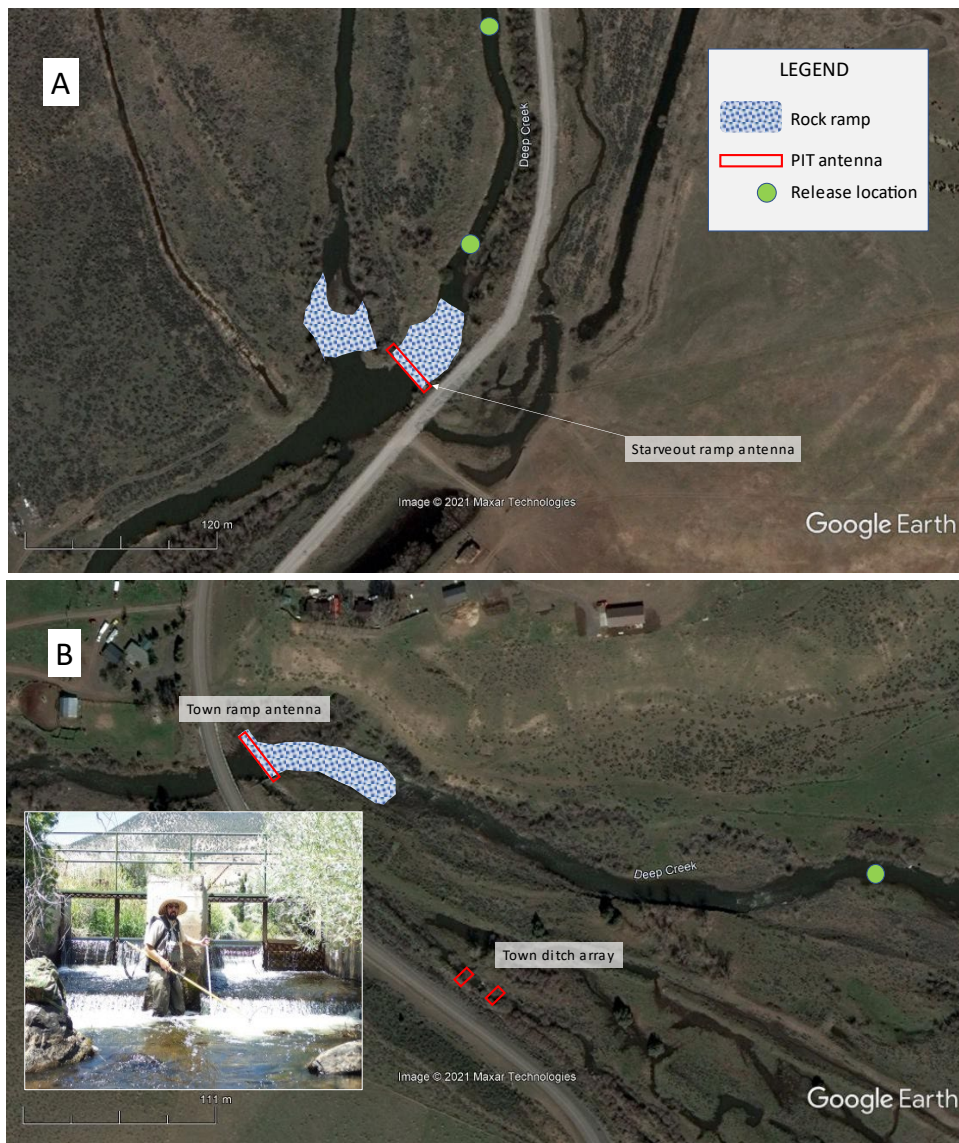 A
LEGEND
Rock ramp
PIT antenna
Release location
Deep Creek
Starveout ramp antenna
Image © 2021 Maxar Technologies
120 m
Google Earth
B
Town ramp antenna
Deep Creek
Town ditch array
Image © 2021 Maxar Technologies
111 m
Google Earth